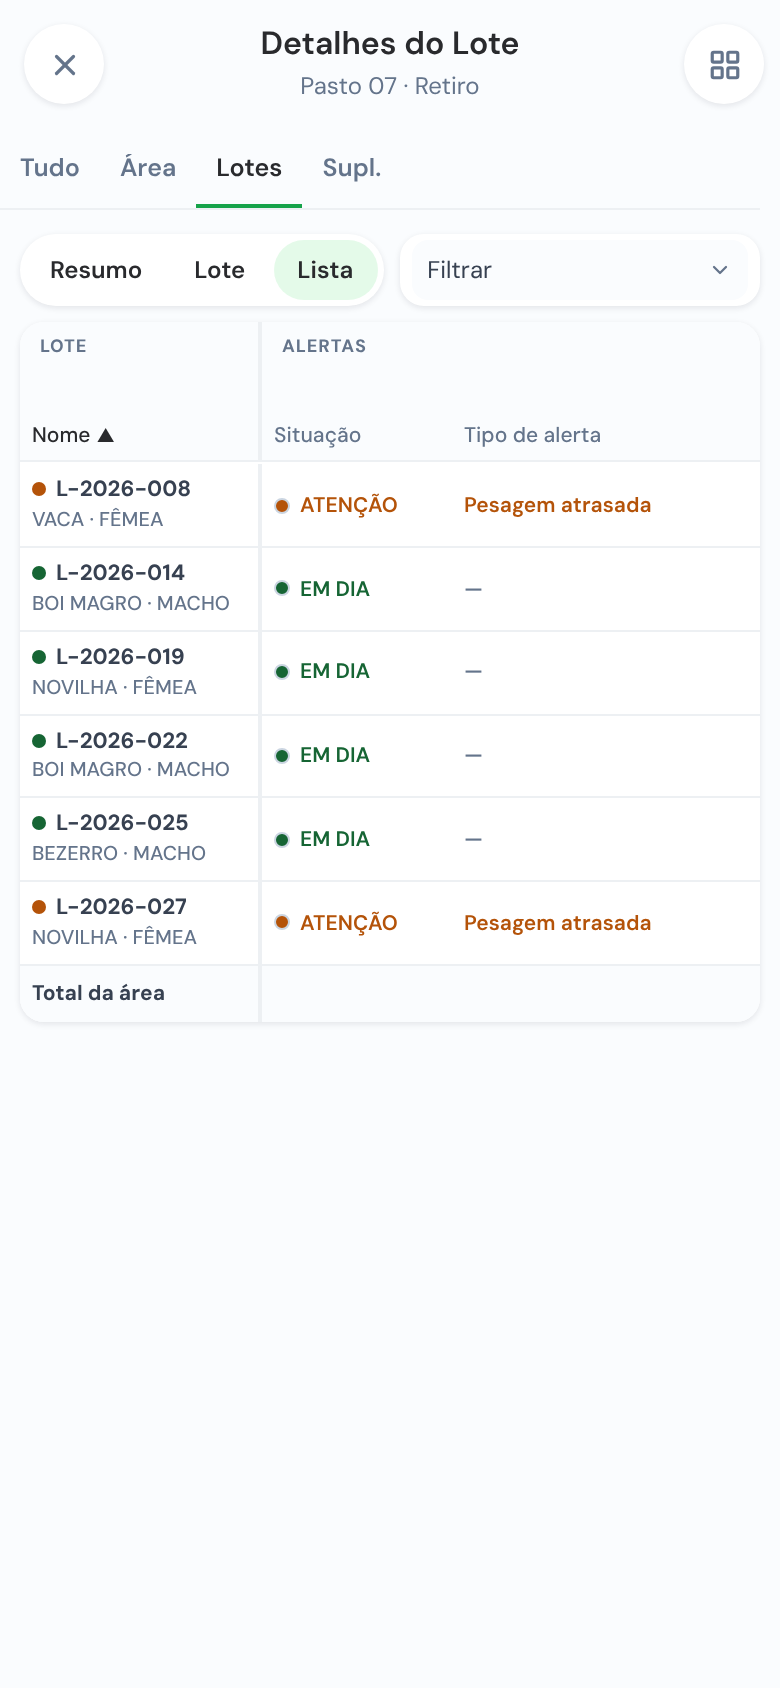 Detalhes do Lote
Pasto 07 · Retiro
Tudo Área Lotes Supl.
Resumo Lote Lista Filtrar
LOTE ALERTAS
Nome ▲ Situação Tipo de alerta
L-2026-008
VACA · FÊMEA
ATENÇÃO Pesagem atrasada
L-2026-014
BOI MAGRO · MACHO
EM DIA —
L-2026-019
NOVILHA · FÊMEA
EM DIA —
L-2026-022
BOI MAGRO · MACHO
EM DIA —
L-2026-025
BEZERRO · MACHO
EM DIA —
L-2026-027
NOVILHA · FÊMEA
ATENÇÃO Pesagem atrasada
Total da área